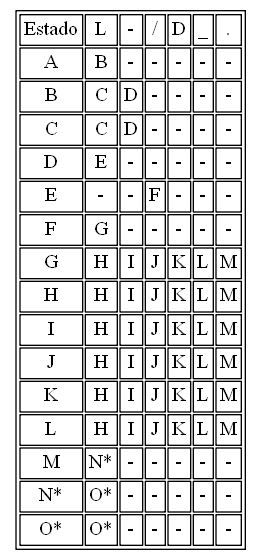 Estado L - / D _ .
A B - - - - -
B C D - - - -
C C D - - - -
D E - - - - -
E - - F - - -
F G - - - - -
G H I J K L M
H H I J K L M
I H I J K L M
J H I J K L M
K H I J K L M
L H I J K L M
M N* - - - - -
N* O* - - - - -
O* O* - - - - -